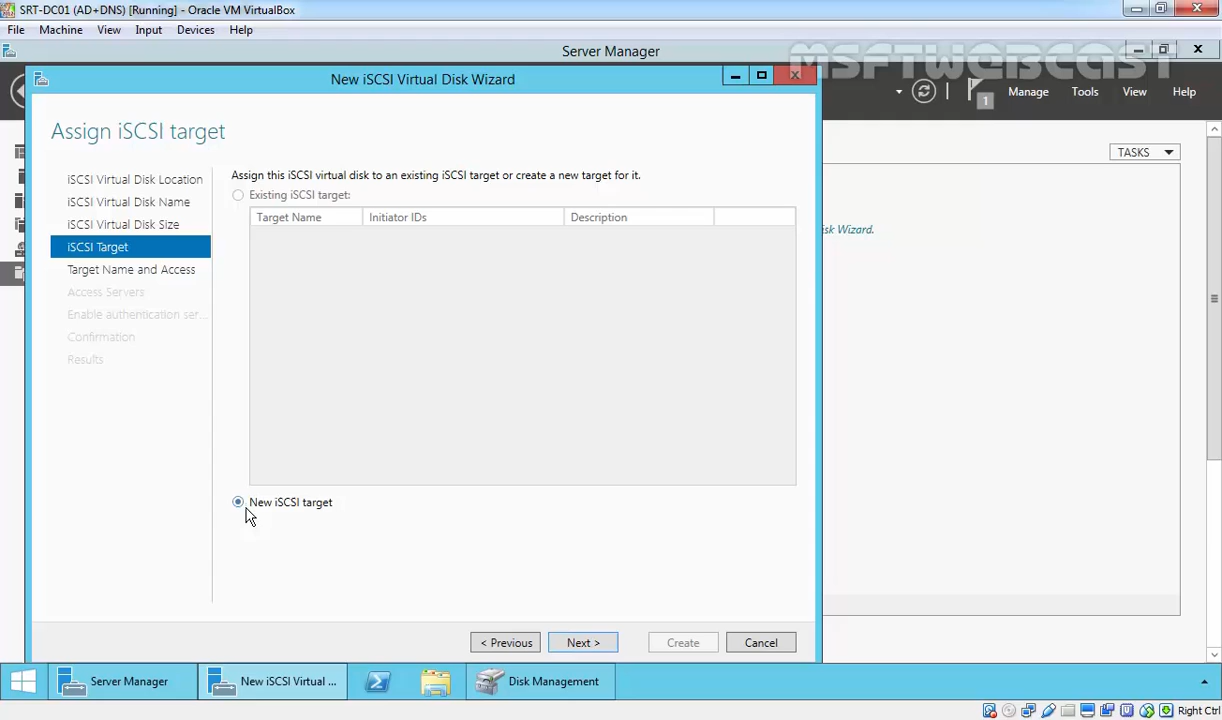 SRT-DC01 (AD+DNS) [Running] - Oracle VM VirtualBox
File Machine View Input Devices Help
Server Manager
MSFTWEBCAST
New iSCSI Virtual Disk Wizard
1 Manage Tools View Help
Assign iSCSI target
TASKS
iSCSI Virtual Disk Location
iSCSI Virtual Disk Name
iSCSI Virtual Disk Size
iSCSI Target
Target Name and Access
Access Servers
Enable authentication ser...
Confirmation
Results
Assign this iSCSI virtual disk to an existing iSCSI target or create a new target for it.
Existing iSCSI target:
Target Name Initiator IDs Description
sk Wizard.
New iSCSI target
< Previous Next > Create Cancel
Server Manager New iSCSI Virtual ... Disk Management
Right Ctrl